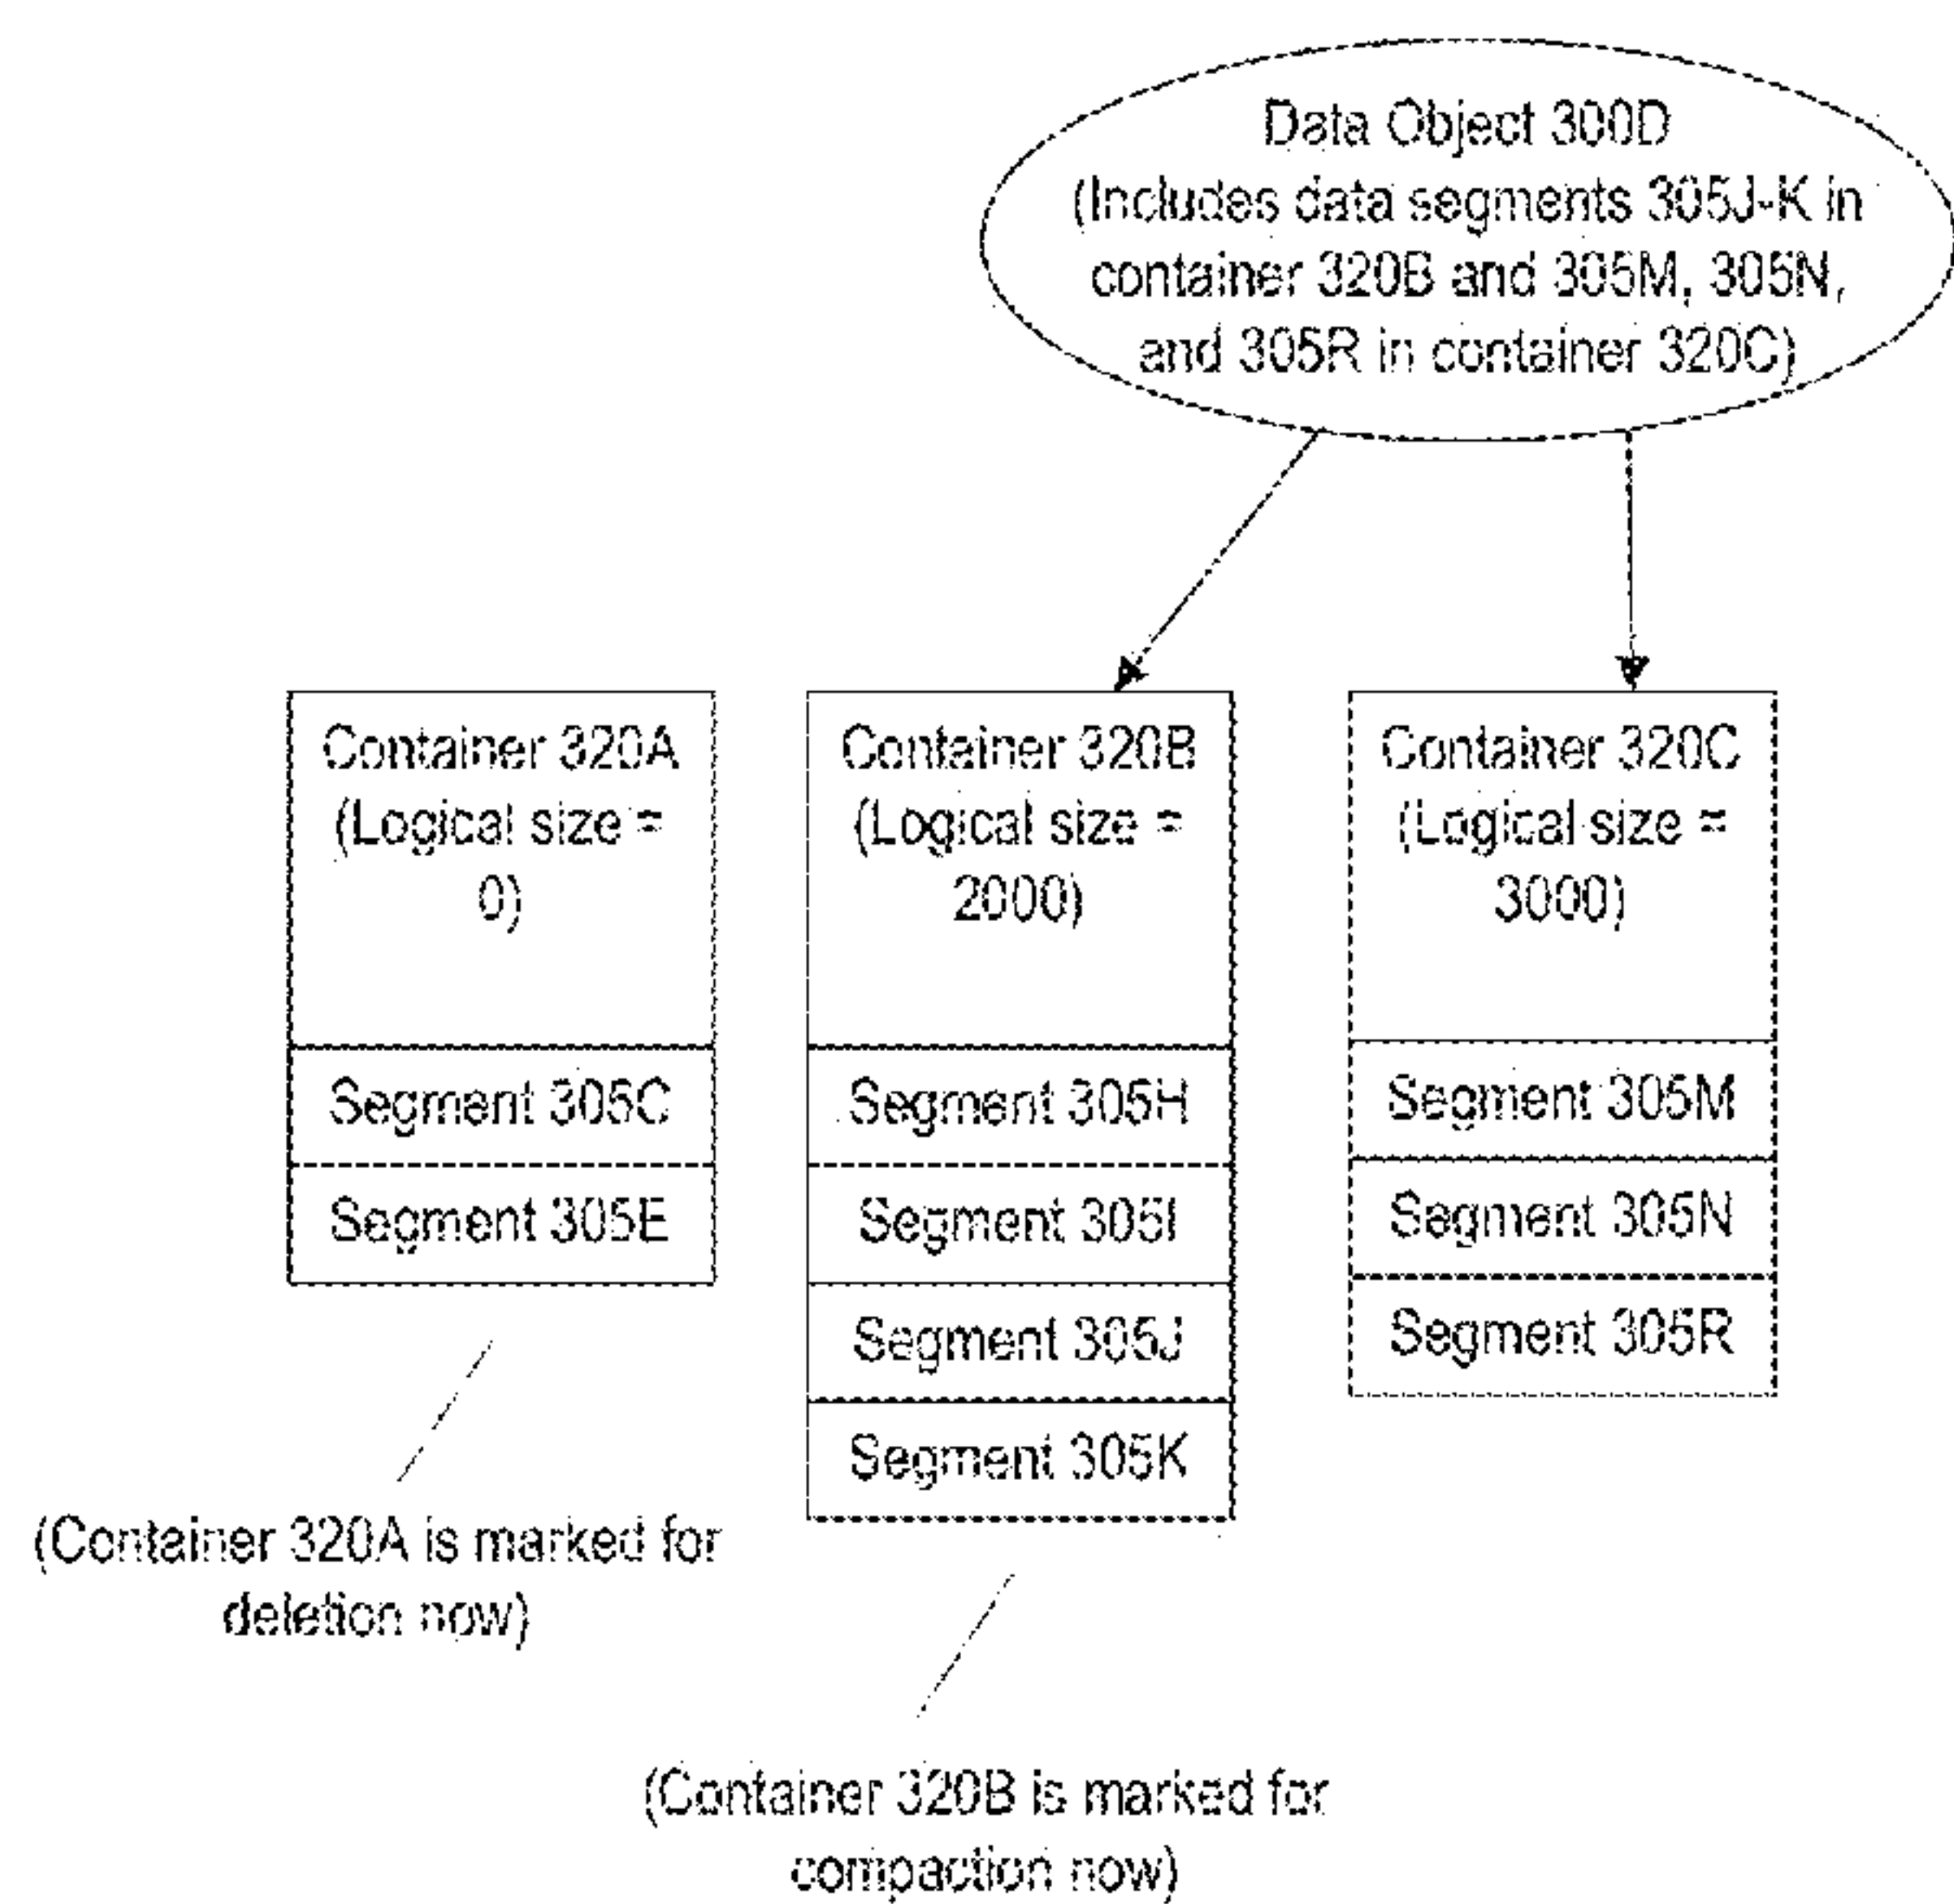 Data Object 300D
(Includes data segments 305J-K in
container 320B and 305M, 305N,
and 305R in container 320C)
Container 320A
(Logical size =
0)
Segment 305C
Segment 305E
Container 320B
(Logical size =
2000)
Segment 305H
Segment 305I
Segment 305J
Segment 305K
Container 320C
(Logical size =
3000)
Segment 305M
Segment 305N
Segment 305R
(Container 320A is marked for
deletion now)
(Container 320B is marked for
compaction now)